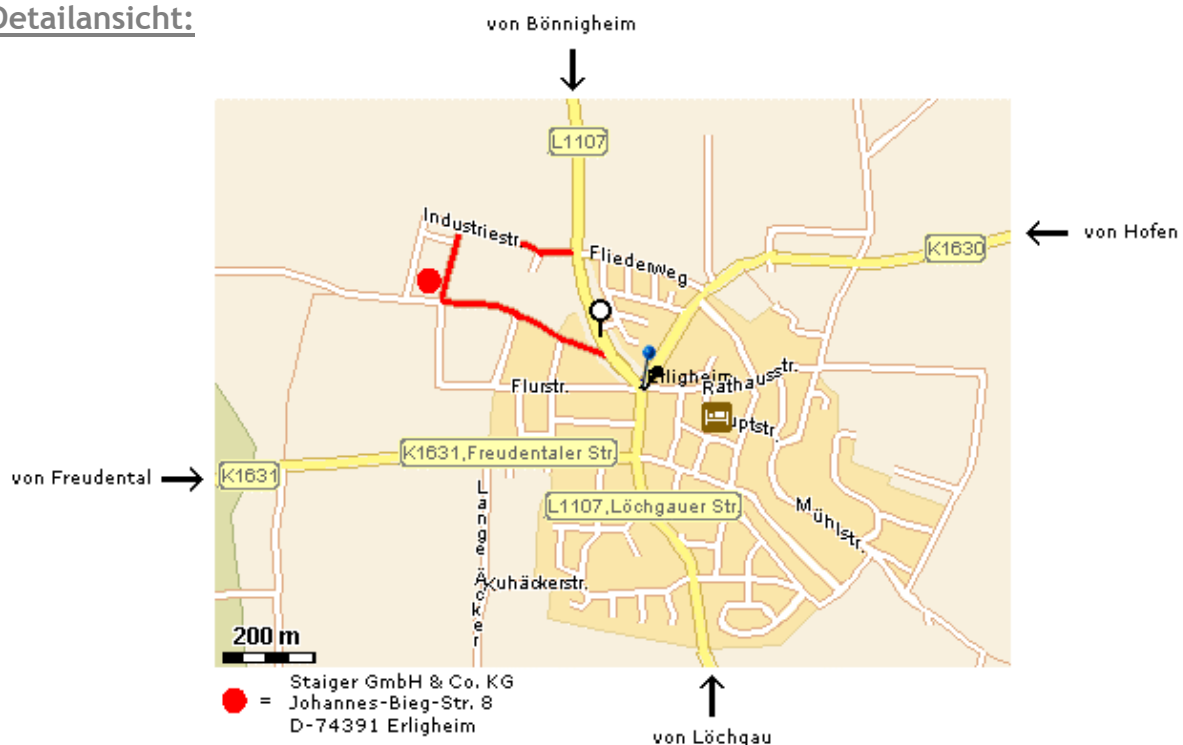 Detailansicht:
von Bönnigheim
L1107
Industriestr.
Fliederweg
K1630
von Hofen
Erligheim
Rathausstr.
Flurstr.
uptstr.
K1631,Freudentaler Str.
K1631
von Freudental
L1107,Löchgauer Str.
Lange Äcker
Mühlstr.
Kuhäckerstr.
200 m
= Staiger GmbH & Co. KG
Johannes-Bieg-Str. 8
D-74391 Erligheim
von Löchgau